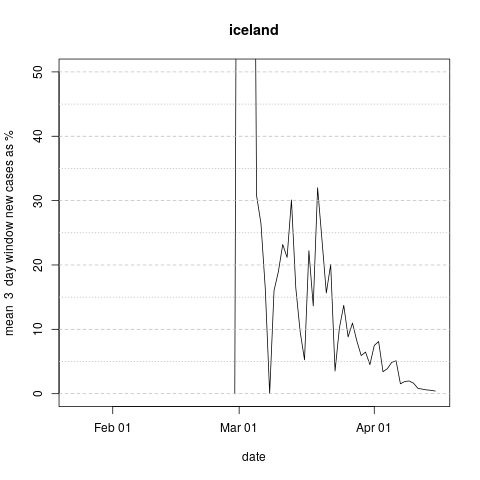 iceland
mean 3 day window new cases as %
50
40
30
20
10
0
Feb 01
Mar 01
Apr 01
date